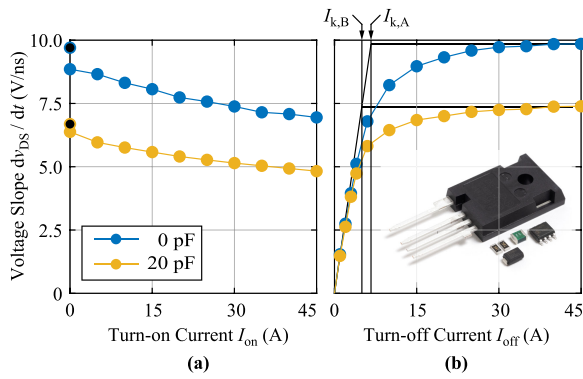 I_k,B I_k,A
Voltage Slope dv_DS / dt (V/ns)
10.0
7.5
5.0
2.5
0
0 pF
20 pF
0 15 30 45
Turn-on Current I_on (A)
(a)
0 15 30 45
Turn-off Current I_off (A)
(b)